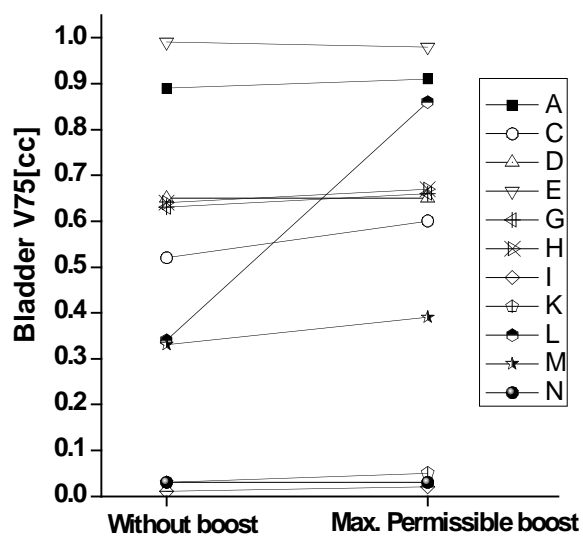 Bladder V75[cc]
1.0
0.9
0.8
0.7
0.6
0.5
0.4
0.3
0.2
0.1
0.0
Without boost
Max. Permissible boost
A
C
D
E
G
H
I
K
L
M
N